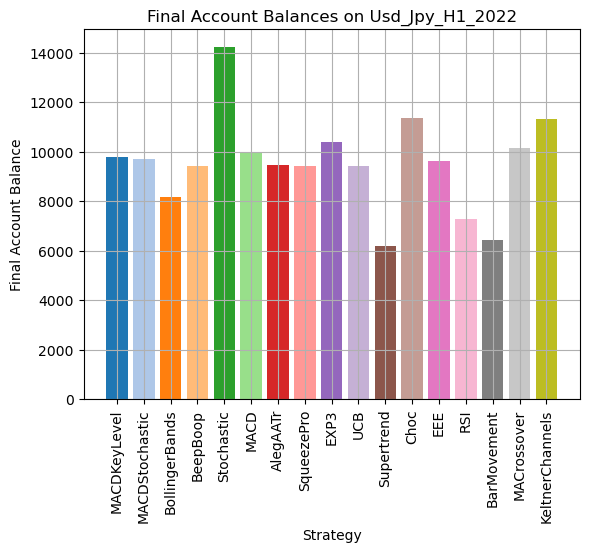 Final Account Balances on Usd_Jpy_H1_2022
Final Account Balance
14000
12000
10000
8000
6000
4000
2000
0
MACDKeyLevel
MACDStochastic
BollingerBands
BeepBoop
Stochastic
MACD
AlegAATr
SqueezePro
EXP3
UCB
Supertrend
Choc
EEE
RSI
BarMovement
MACrossover
KeltnerChannels
Strategy